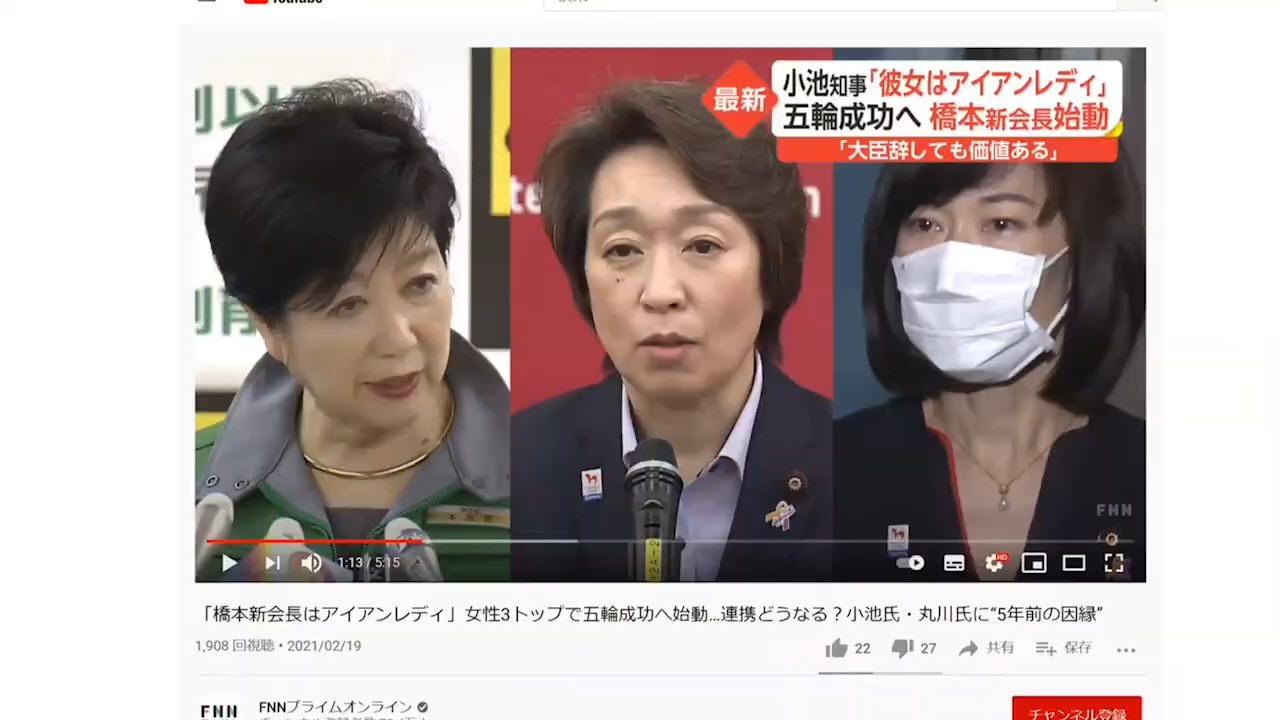 最新
小池知事「彼女はアイアンレディ」
五輪成功へ 橋本新会長始動
「大臣辞しても価値ある」
FNN
1:13 / 5:15
HD
「橋本新会長はアイアンレディ」女性3トップで五輪成功へ始動...連携どうなる？小池氏・丸川氏に“5年前の因縁”
1,908 回視聴・2021/02/19
22
27
共有
保存
FNN
FNNプライムオンライン
チャンネル登録